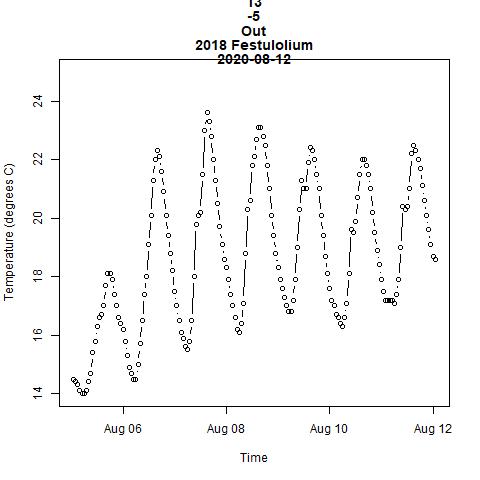 13
-5
Out
2018 Festulolium
2020-08-12
Temperature (degrees C)
24
22
20
18
16
14
Aug 06
Aug 08
Aug 10
Aug 12
Time